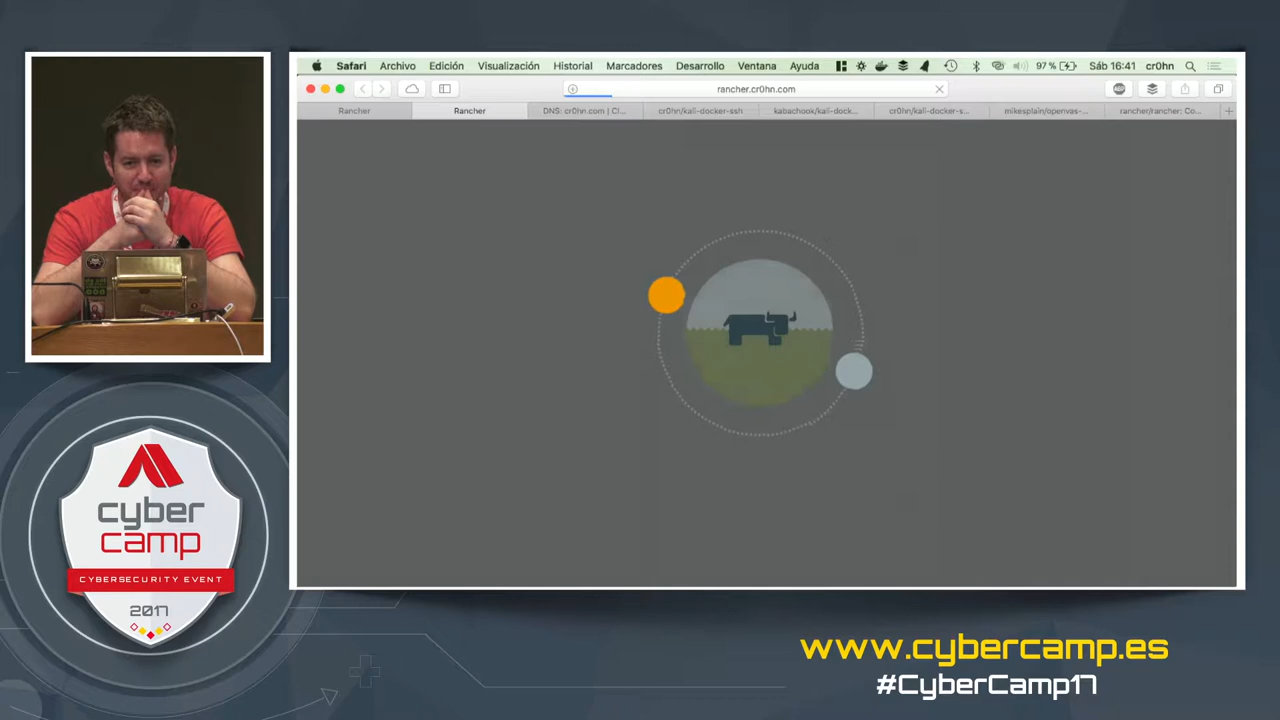 Safari Archivo Edición Visualización Historial Marcadores Desarrollo Ventana Ayuda 97 % Sáb 16:41 cr0hn
rancher.cr0hn.com
Rancher Rancher DNS: cr0hn.com | Cl... cr0hn/kali-docker-ssh kabachook/kali-dock... cr0hn/kali-docker-s... mikesplain/openvas-... rancher/rancher: Co...
cyber
camp
CYBERSECURITY EVENT
2017
www.cybercamp.es
#CyberCamp17